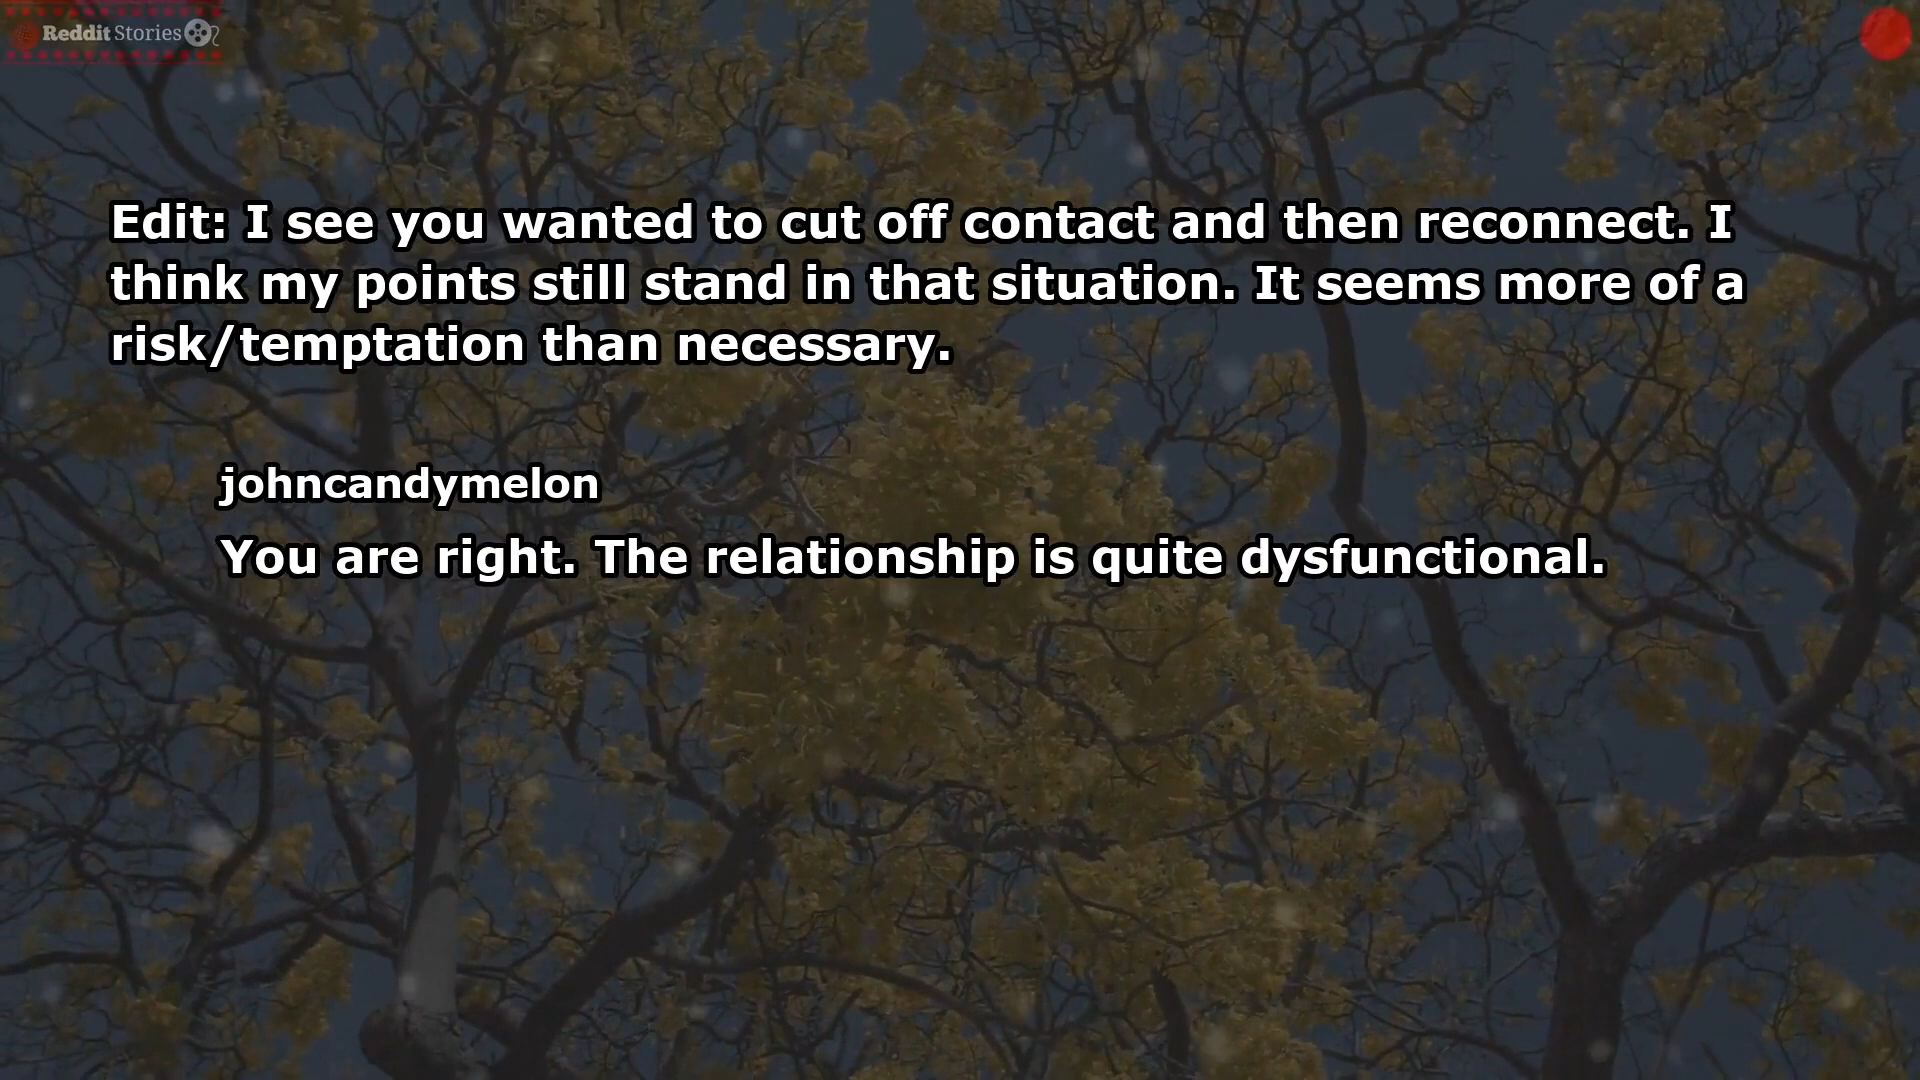 Reddit Stories
Edit: I see you wanted to cut off contact and then reconnect. I
think my points still stand in that situation. It seems more of a
risk/temptation than necessary.
johncandymelon
You are right. The relationship is quite dysfunctional.